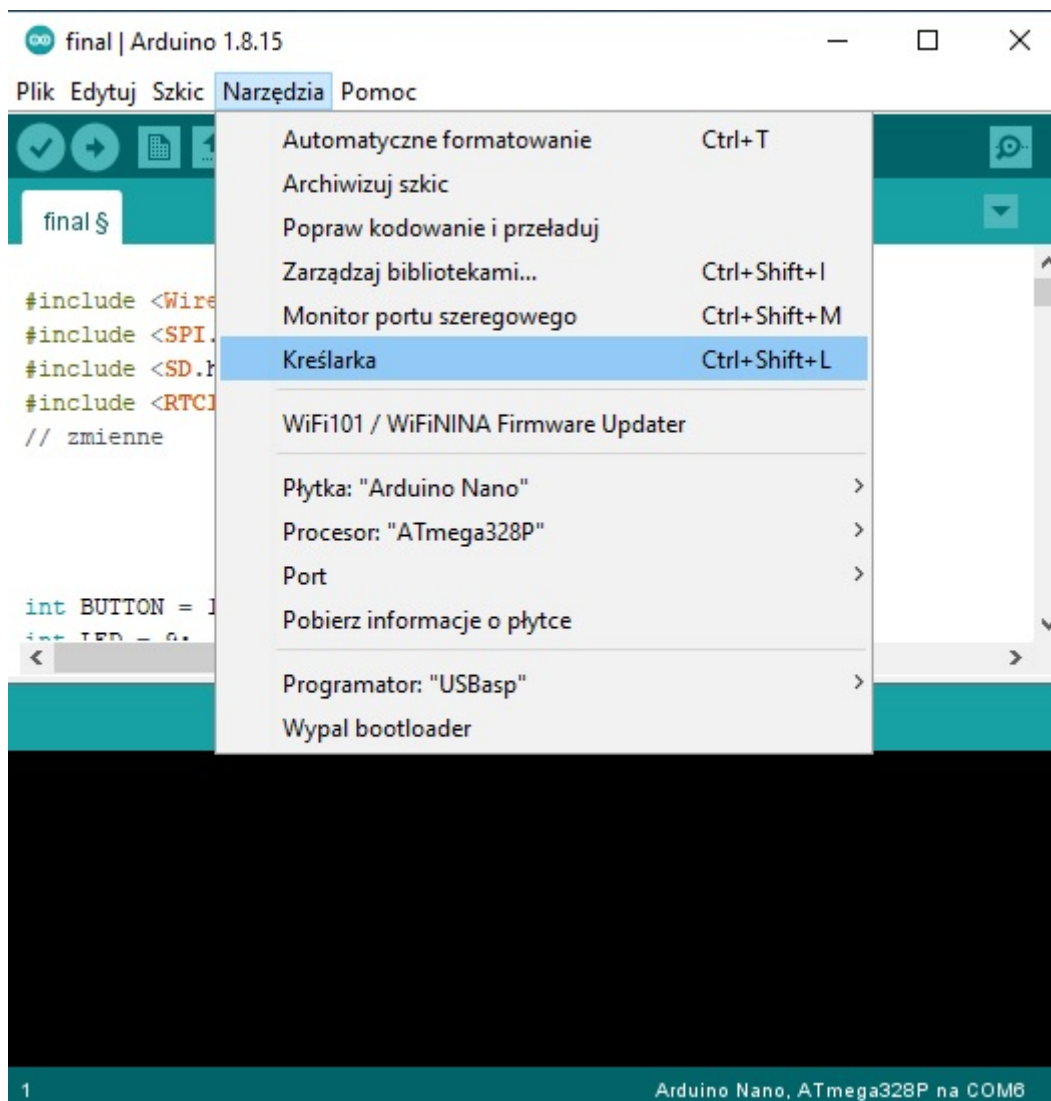 final | Arduino 1.8.15
Plik Edytuj Szkic Narzędzia Pomoc
Automatyczne formatowanie Ctrl+T
Archiwizuj szkic
final §
Popraw kodowanie i przeładuj
Zarządzaj bibliotekami... Ctrl+Shift+I
#include <Wire
Monitor portu szeregowego Ctrl+Shift+M
#include <SPI.
Kreślarka Ctrl+Shift+L
#include <SD.h
#include <RTCl
WiFi101 / WiFiNINA Firmware Updater
// zmienne
Płytka: "Arduino Nano"
Procesor: "ATmega328P"
Port
int BUTTON =
Pobierz informacje o płytce
int LED = 9;
Programator: "USBasp"
Wypal bootloader
1 Arduino Nano, ATmega328P na COM6